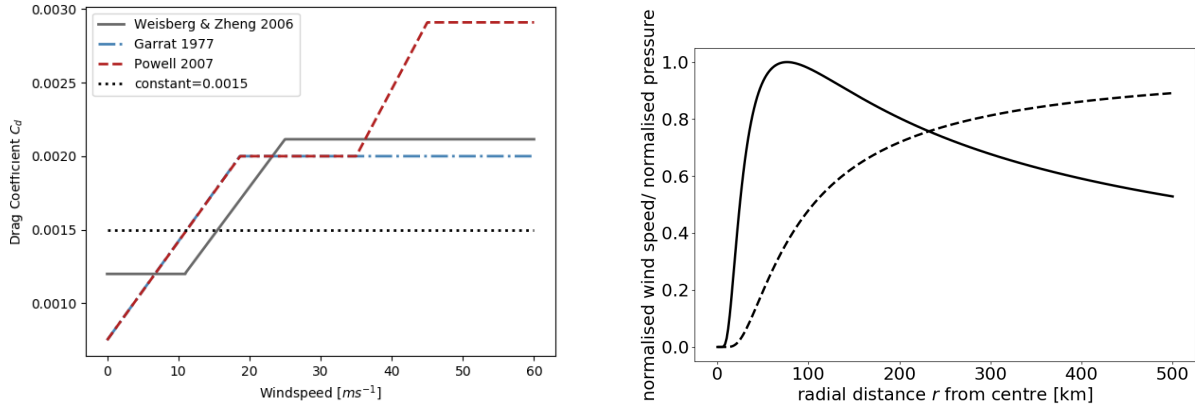 0.0030
0.0025
0.0020
0.0015
0.0010
Drag Coefficient C_d
Weisberg & Zheng 2006
Garrat 1977
Powell 2007
constant=0.0015
0 10 20 30 40 50 60
Windspeed [ms⁻¹]
normalised wind speed/ normalised pressure
1.0
0.8
0.6
0.4
0.2
0.0
0 100 200 300 400 500
radial distance r from centre [km]